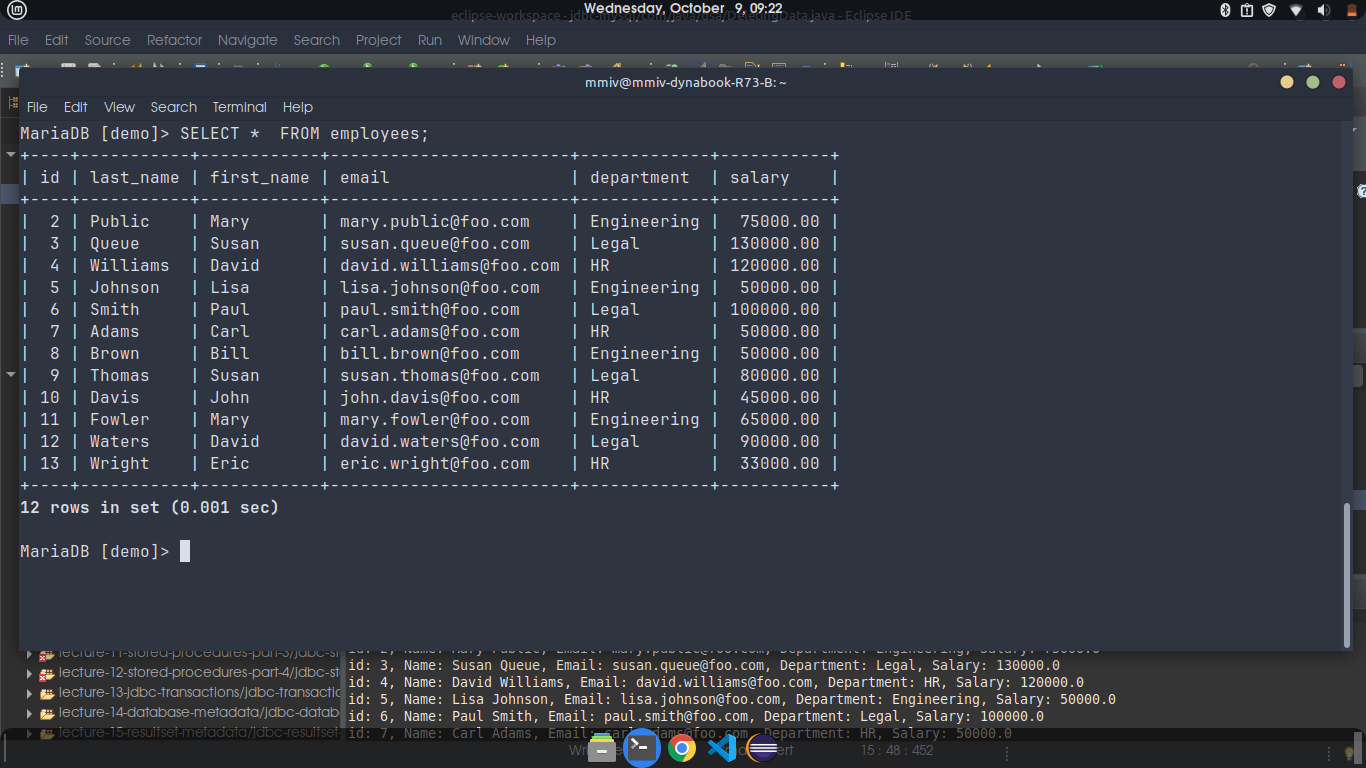 Wednesday, October 9, 09:22
eclipse-workspace - jdbc-mysql/com/java/dsa/DeletingData.java - Eclipse IDE
File Edit Source Refactor Navigate Search Project Run Window Help
mmiv@mmiv-dynabook-R73-B: ~
File Edit View Search Terminal Help
MariaDB [demo]> SELECT *  FROM employees;
+----+-----------+------------+------------------------+-------------+-----------+
| id | last_name | first_name | email                  | department  | salary    |
+----+-----------+------------+------------------------+-------------+-----------+
|  2 | Public    | Mary       | mary.public@foo.com    | Engineering |  75000.00 |
|  3 | Queue     | Susan      | susan.queue@foo.com    | Legal       | 130000.00 |
|  4 | Williams  | David      | david.williams@foo.com | HR          | 120000.00 |
|  5 | Johnson   | Lisa       | lisa.johnson@foo.com   | Engineering |  50000.00 |
|  6 | Smith     | Paul       | paul.smith@foo.com     | Legal       | 100000.00 |
|  7 | Adams     | Carl       | carl.adams@foo.com     | HR          |  50000.00 |
|  8 | Brown     | Bill       | bill.brown@foo.com     | Engineering |  50000.00 |
|  9 | Thomas    | Susan      | susan.thomas@foo.com   | Legal       |  80000.00 |
| 10 | Davis     | John       | john.davis@foo.com     | HR          |  45000.00 |
| 11 | Fowler    | Mary       | mary.fowler@foo.com    | Engineering |  65000.00 |
| 12 | Waters    | David      | david.waters@foo.com   | Legal       |  90000.00 |
| 13 | Wright    | Eric       | eric.wright@foo.com    | HR          |  33000.00 |
+----+-----------+------------+------------------------+-------------+-----------+
12 rows in set (0.001 sec)
MariaDB [demo]>
lecture-11-stored-procedures-part-3/jdbc-st
lecture-12-stored-procedures-part-4/jdbc-st
lecture-13-jdbc-transactions/jdbc-transactic
lecture-14-database-metadata/jdbc-datab
lecture-15-resultset-metadata/jdbc-resultset
id: 2, Name: Mary Public, Email: mary.public@foo.com, Department: Engineering, Salary: 75000.0
id: 3, Name: Susan Queue, Email: susan.queue@foo.com, Department: Legal, Salary: 130000.0
id: 4, Name: David Williams, Email: david.williams@foo.com, Department: HR, Salary: 120000.0
id: 5, Name: Lisa Johnson, Email: lisa.johnson@foo.com, Department: Engineering, Salary: 50000.0
id: 6, Name: Paul Smith, Email: paul.smith@foo.com, Department: Legal, Salary: 100000.0
id: 7, Name: Carl Adams, Email: carl.adams@foo.com, Department: HR, Salary: 50000.0
15 : 48 : 452